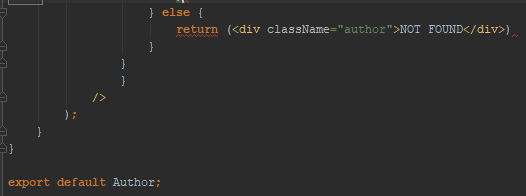 } else {
return (<div className="author">NOT FOUND</div>)
}
}
}
/>
);
}
}
export default Author;